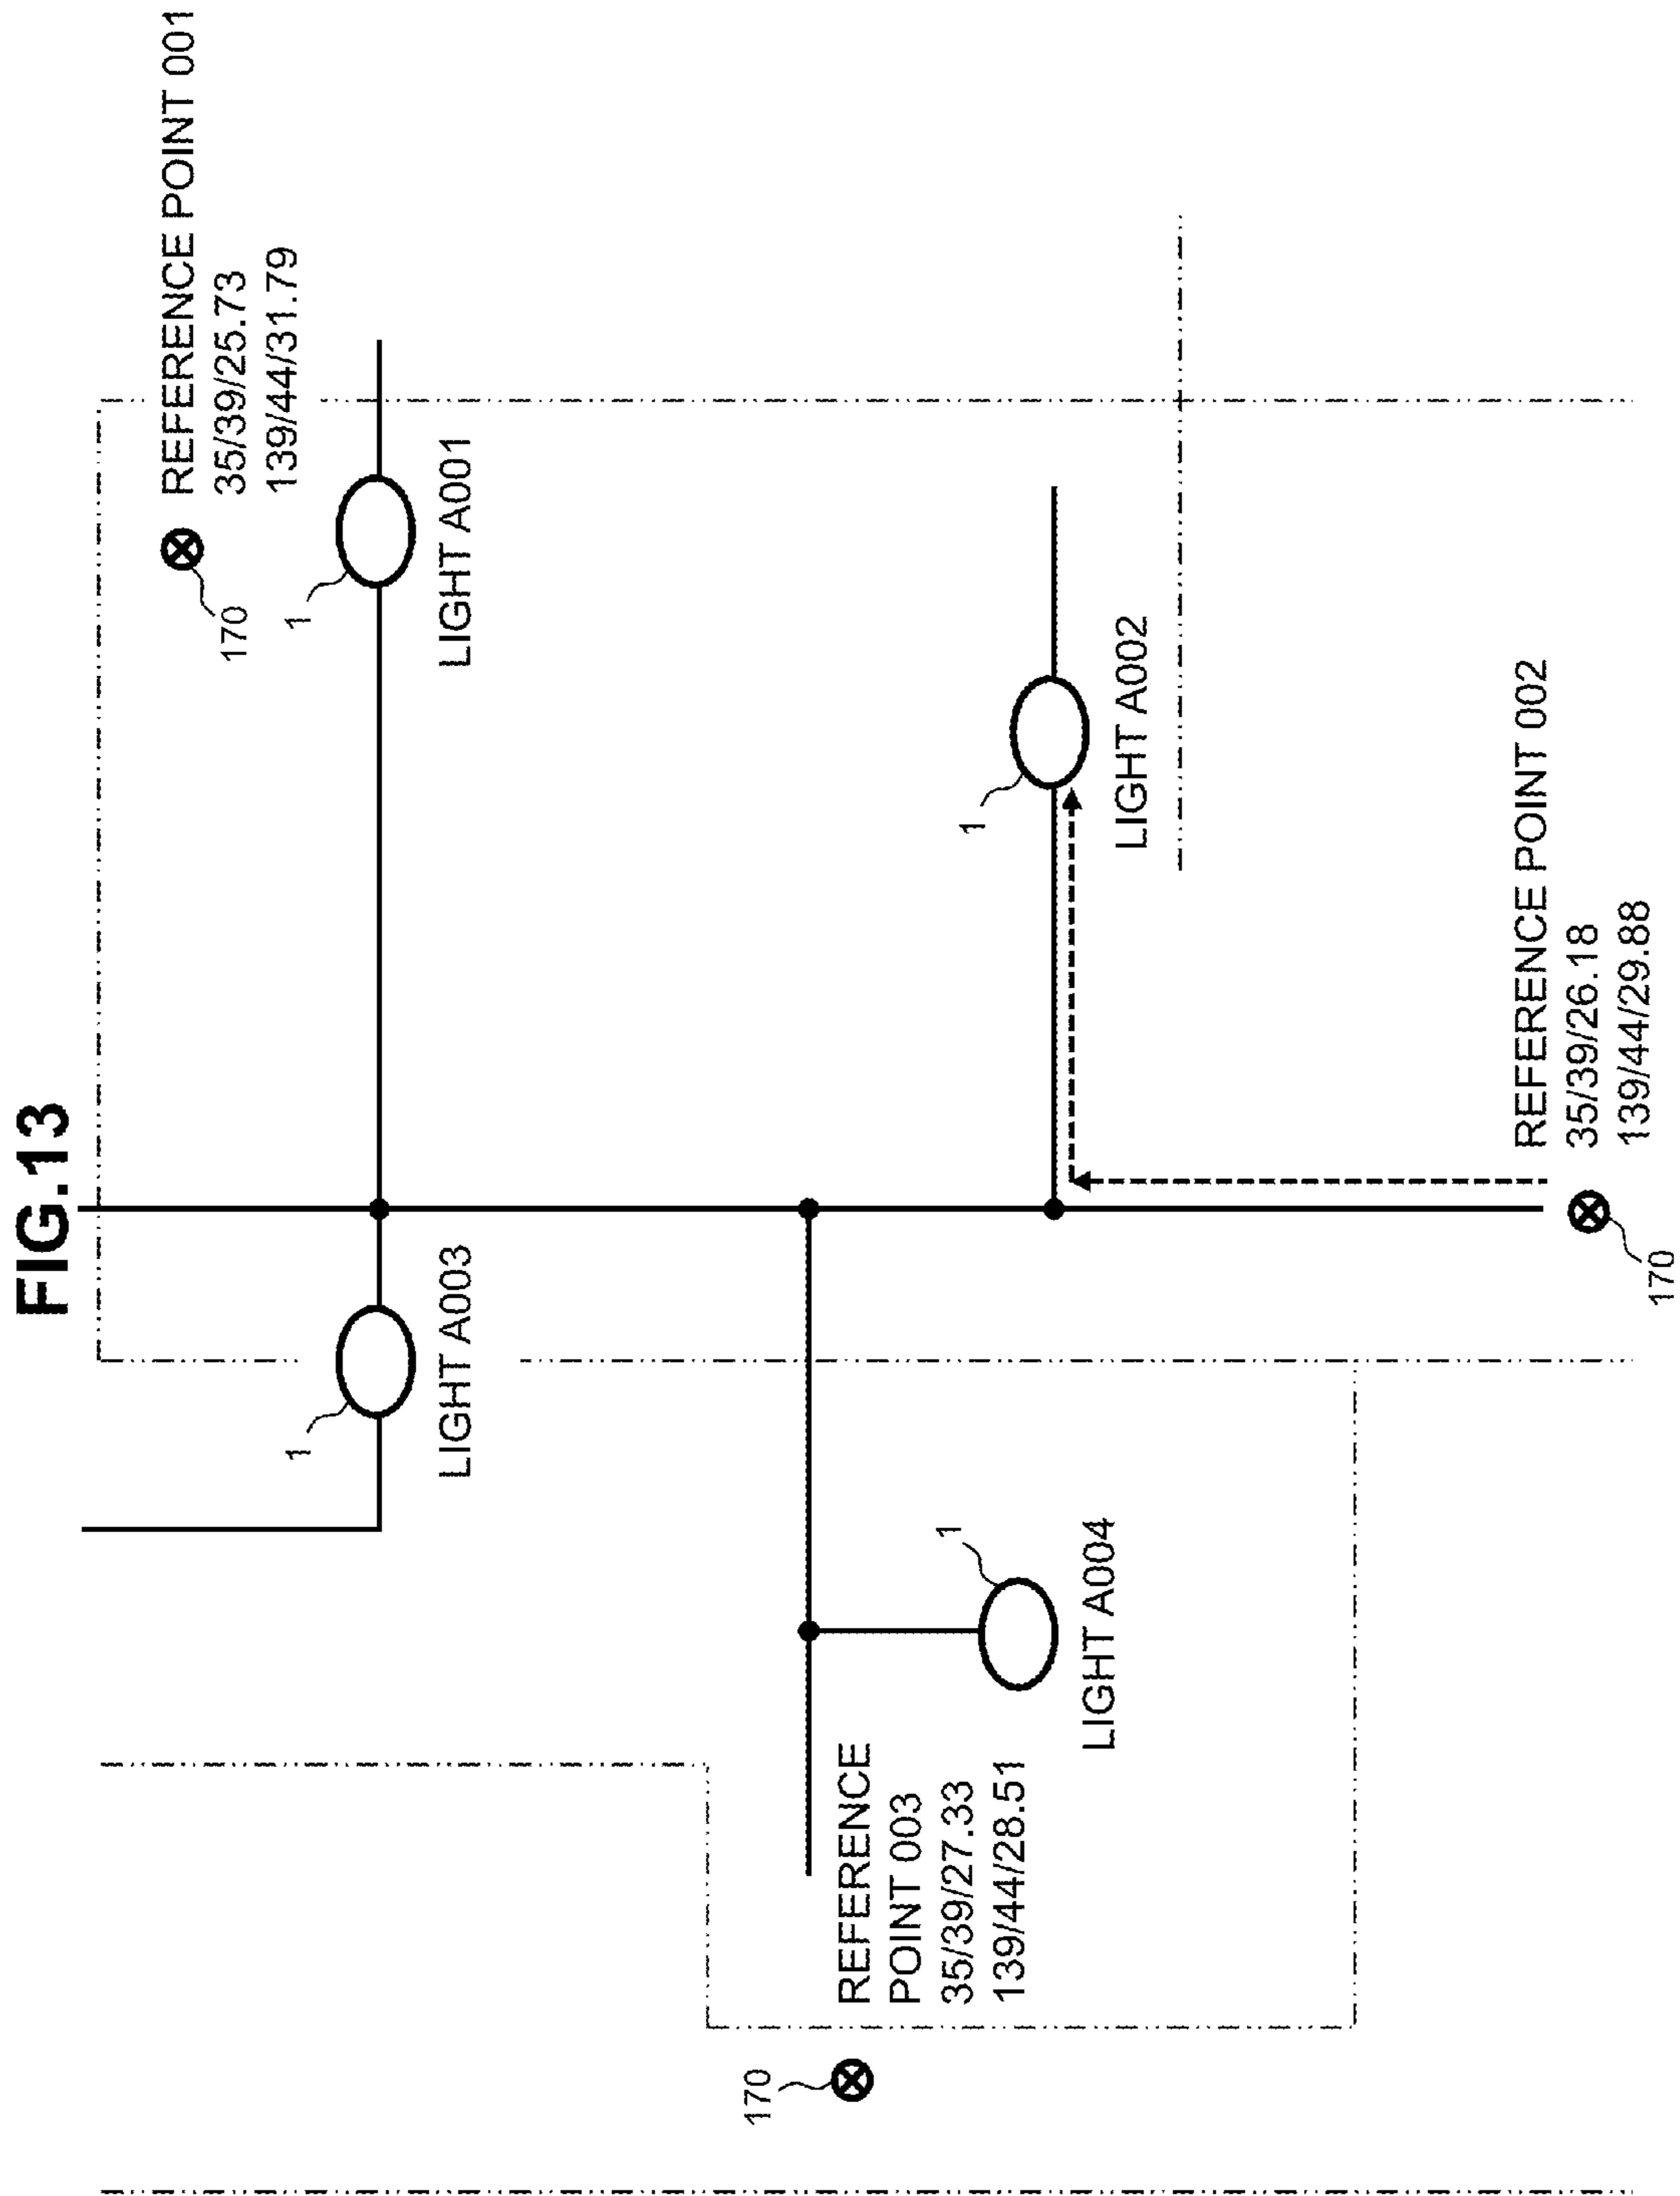 FIG.13
170
REFERENCE POINT 001
35/39/25.73
139/44/31.79
1
LIGHT A003
1
LIGHT A001
170
REFERENCE
POINT 003
35/39/27.33
139/44/28.51
1
LIGHT A004
1
LIGHT A002
REFERENCE POINT 002
35/39/26.18
139/44/29.88
170